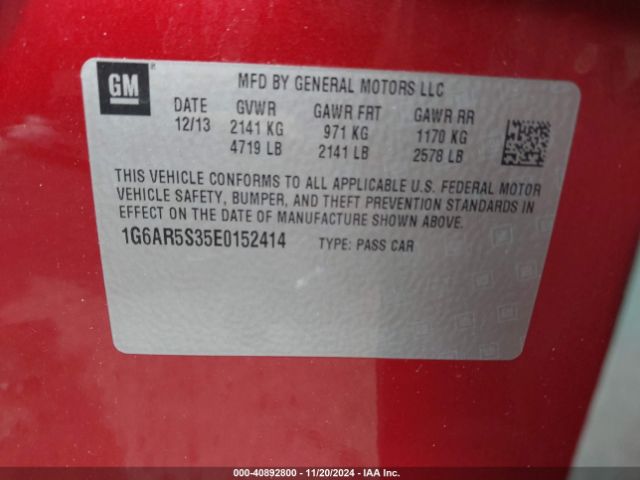 GM
MFD BY GENERAL MOTORS LLC
DATE GVWR GAWR FRT GAWR RR
12/13 2141 KG 971 KG 1170 KG
4719 LB 2141 LB 2578 LB
THIS VEHICLE CONFORMS TO ALL APPLICABLE U.S. FEDERAL MOTOR
VEHICLE SAFETY, BUMPER, AND THEFT PREVENTION STANDARDS IN
EFFECT ON THE DATE OF MANUFACTURE SHOWN ABOVE.
1G6AR5S35E0152414 TYPE: PASS CAR
000-40892800 - 11/20/2024 - IAA Inc.